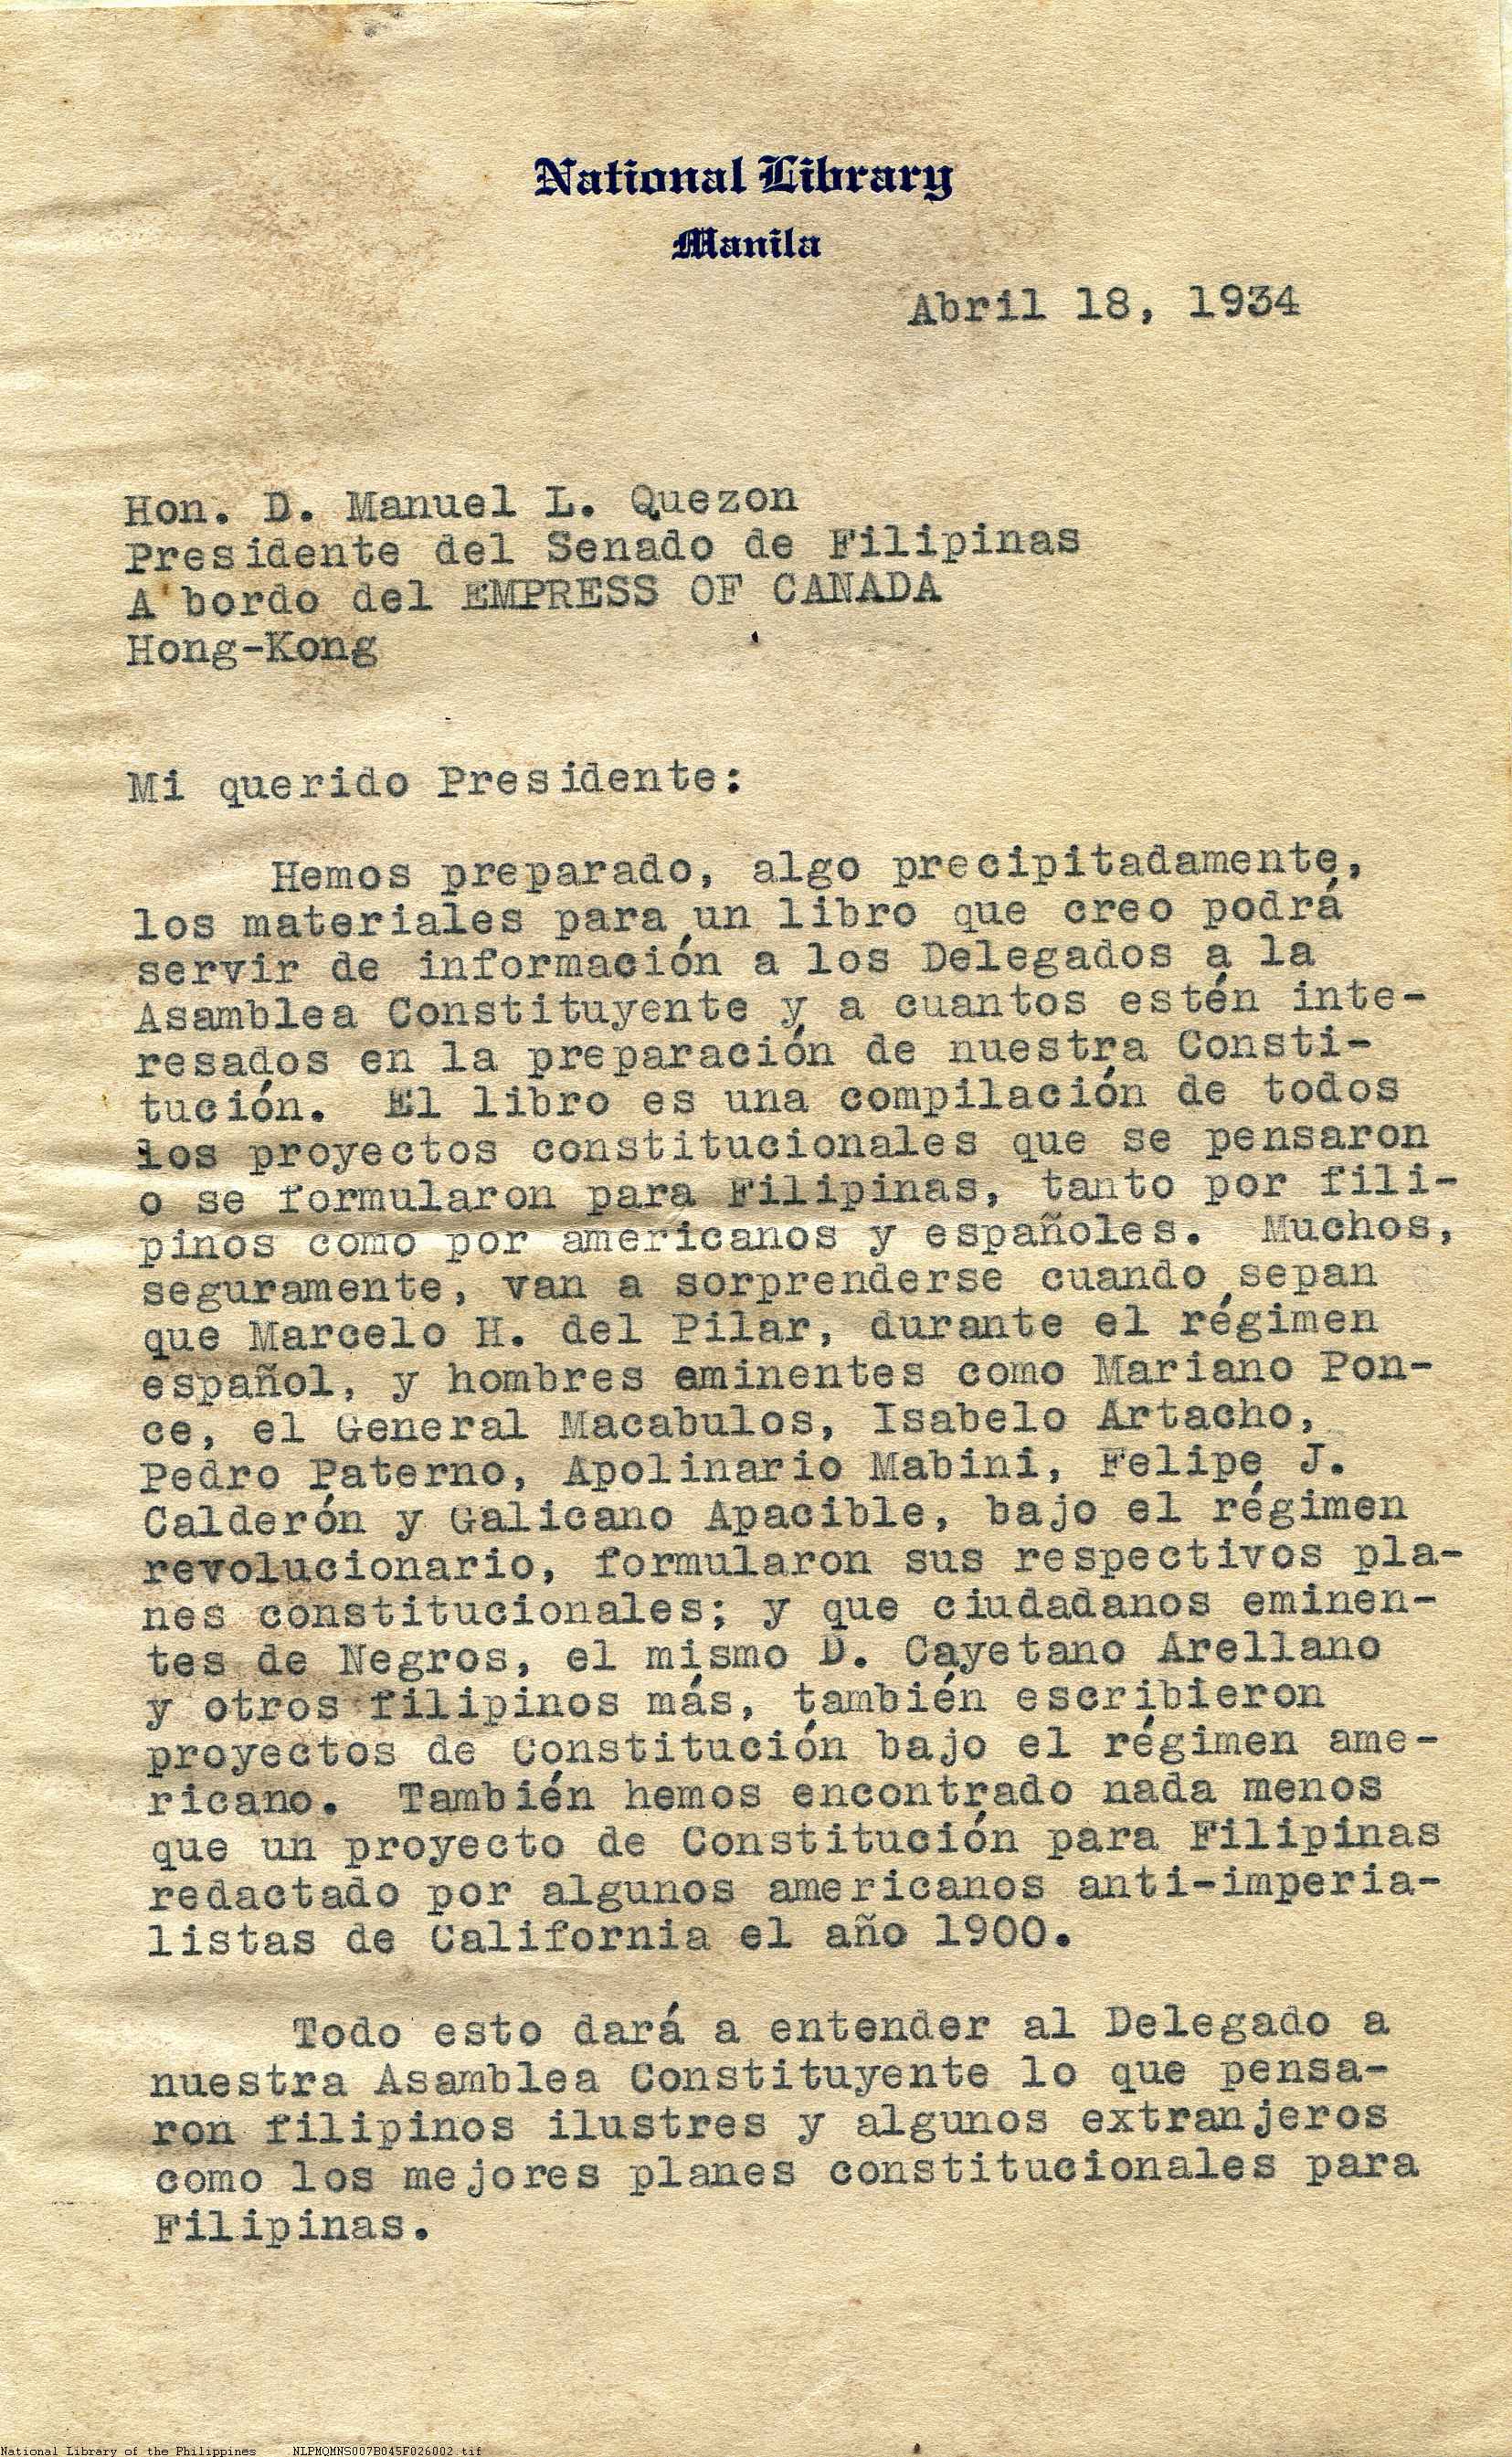 National Library
Manila
Abril 18, 1934
Hon. D. Manuel L. Quezon
Presidente del Senado de Filipinas
A bordo del EMPRESS OF CANADA
Hong-Kong
Mi querido Presidente:
Hemos preparado, algo precipitadamente,
los materiales para un libro que creo podrá
servir de información a los Delegados a la
Asamblea Constituyente y a cuantos estén inte-
resados en la preparación de nuestra Consti-
tución. El libro es una compilación de todos
los proyectos constitucionales que se pensaron
o se formularon para Filipinas, tanto por fili-
pinos como por americanos y españoles. Muchos,
seguramente, van a sorprenderse cuando sepan
que Marcelo H. del Pilar, durante el régimen
español, y hombres eminentes como Mariano Pon-
ce, el General Macabulos, Isabelo Artacho,
Pedro Paterno, Apolinario Mabini, Felipe J.
Calderón y Galicano Apacible, bajo el régimen
revolucionario, formularon sus respectivos pla-
nes constitucionales; y que ciudadanos eminen-
tes de Negros, el mismo D. Cayetano Arellano
y otros filipinos más, también escribieron
proyectos de Constitución bajo el régimen ame-
ricano. También hemos encontrado nada menos
que un proyecto de Constitución para Filipinas
redactado por algunos americanos anti-imperia-
listas de California el año 1900.
Todo esto dará a entender al Delegado a
nuestra Asamblea Constituyente lo que pensa-
ron filipinos ilustres y algunos extranjeros
como los mejores planes constitucionales para
Filipinas.
National Library of the Philippines NLPMQMNS007B045F026002.tif